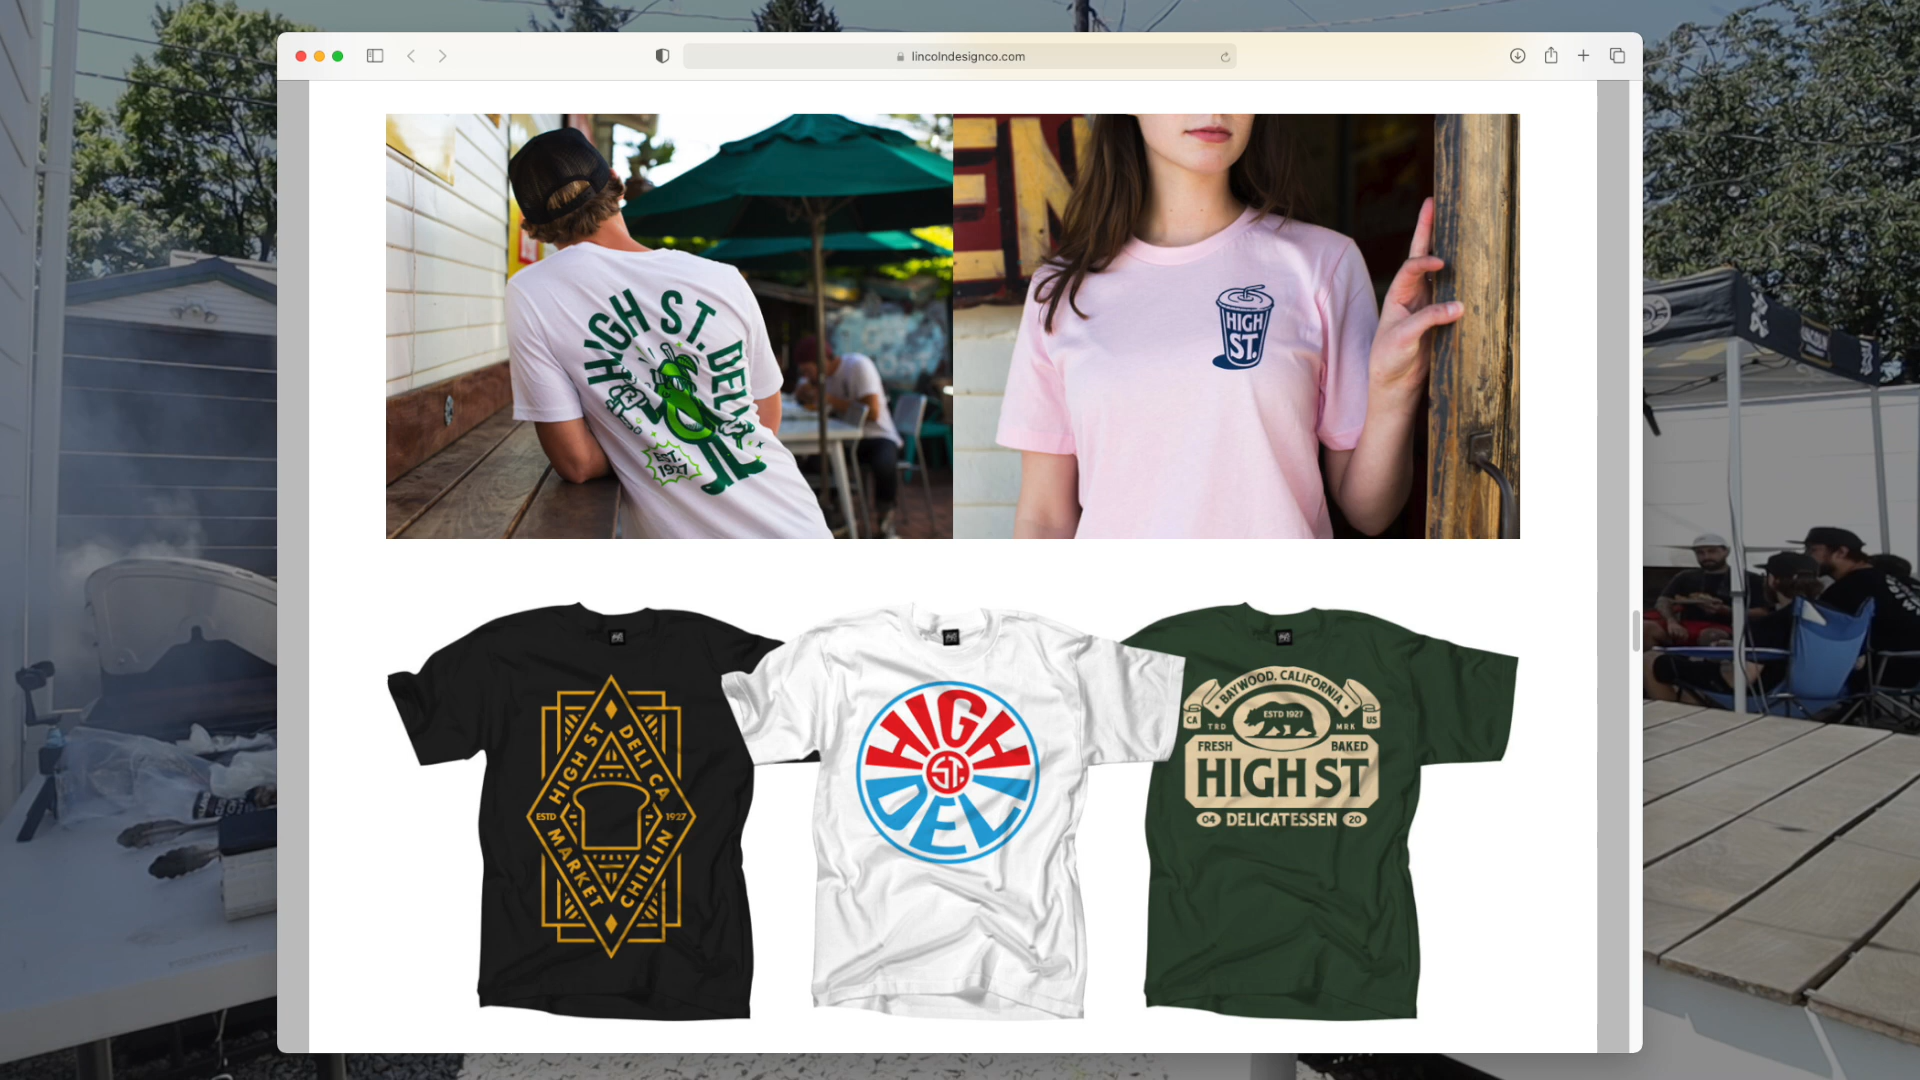 lincolndesignco.com
HIGH ST. DELI
EST.
1927
EN
HIGH
ST.
HIGH ST DELI CA
ESTD
1927
MARKET CHILLIN
HIGH
ST.
DELI
BAYWOOD, CALIFORNIA
CA
US
TRD
MRK
ESTD 1927
FRESH
BAKED
HIGH ST
04 DELICATESSEN 20